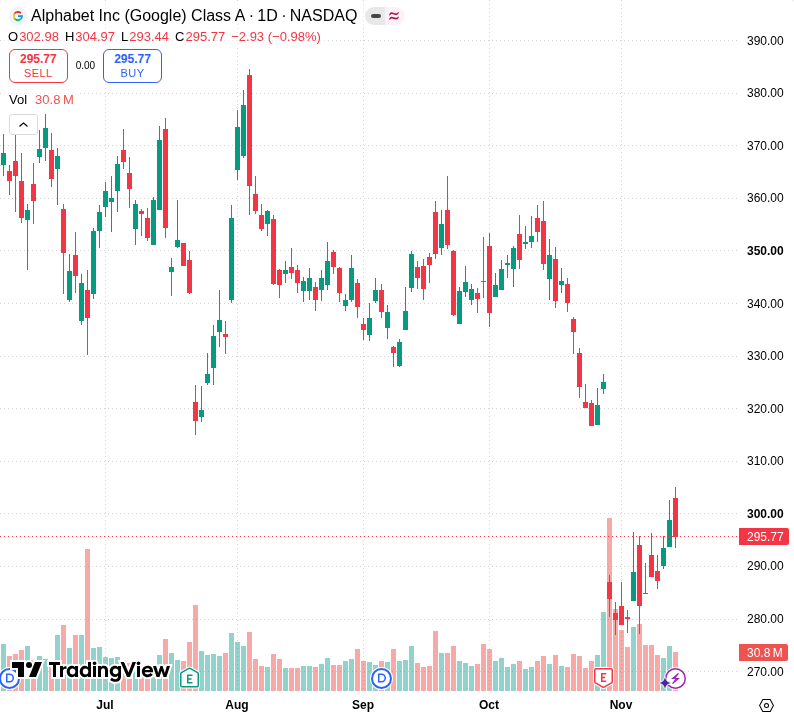 Alphabet Inc (Google) Class A · 1D · NASDAQ
O302.98 H304.97 L293.44 C295.77 −2.93 (−0.98%)
295.77 0.00 295.77
SELL BUY
Vol 30.8 M
390.00
380.00
370.00
360.00
350.00
340.00
330.00
320.00
310.00
300.00
295.77
290.00
280.00
30.8 M
270.00
D TradingView E D E
Jul Aug Sep Oct Nov